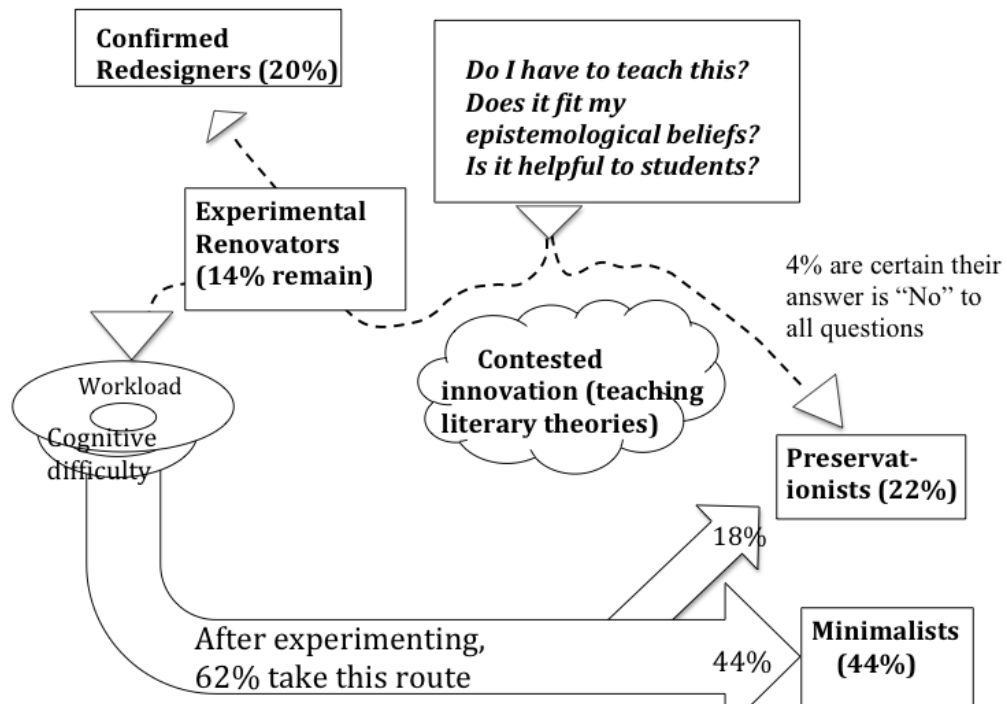 Confirmed
Redesigners (20%)
Do I have to teach this?
Does it fit my
epistemological beliefs?
Is it helpful to students?
Experimental
Renovators
(14% remain)
4% are certain their
answer is “No” to
all questions
Contested
innovation (teaching
literary theories)
Workload
Cognitive
difficulty
Preservat-
ionists (22%)
18%
After experimenting,
62% take this route
44%
Minimalists
(44%)